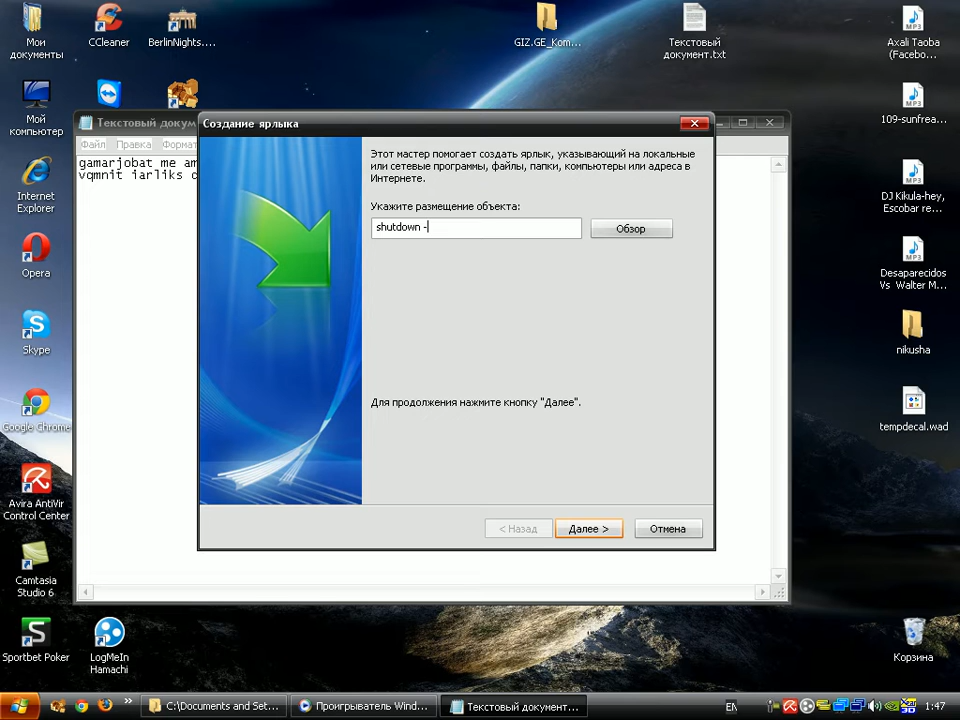 Мои документы
CCleaner
BerlinNights....
GIZ.GE_Kom...
Текстовый документ.txt
Axali Taoba (Facebo...
Мой компьютер
109-sunfrea...
Internet Explorer
DJ Kikula-hey, Escobar re...
Opera
Desaparecidos Vs Walter M...
Skype
nikusha
Google Chrome
tempdecal.wad
Avira AntiVir Control Center
Camtasia Studio 6
Sportbet Poker
LogMeIn Hamachi
Корзина
Текстовый докум
Файл Правка Формат
gamarjobat me am
vqmnit iarliks
Создание ярлыка
Этот мастер помогает создать ярлык, указывающий на локальные
или сетевые программы, файлы, папки, компьютеры или адреса в
Интернете.
Укажите размещение объекта:
shutdown -
Обзор
Для продолжения нажмите кнопку "Далее".
< Назад
Далее >
Отмена
C:\Documents and Set...
Проигрыватель Wind...
Текстовый документ...
EN
1:47